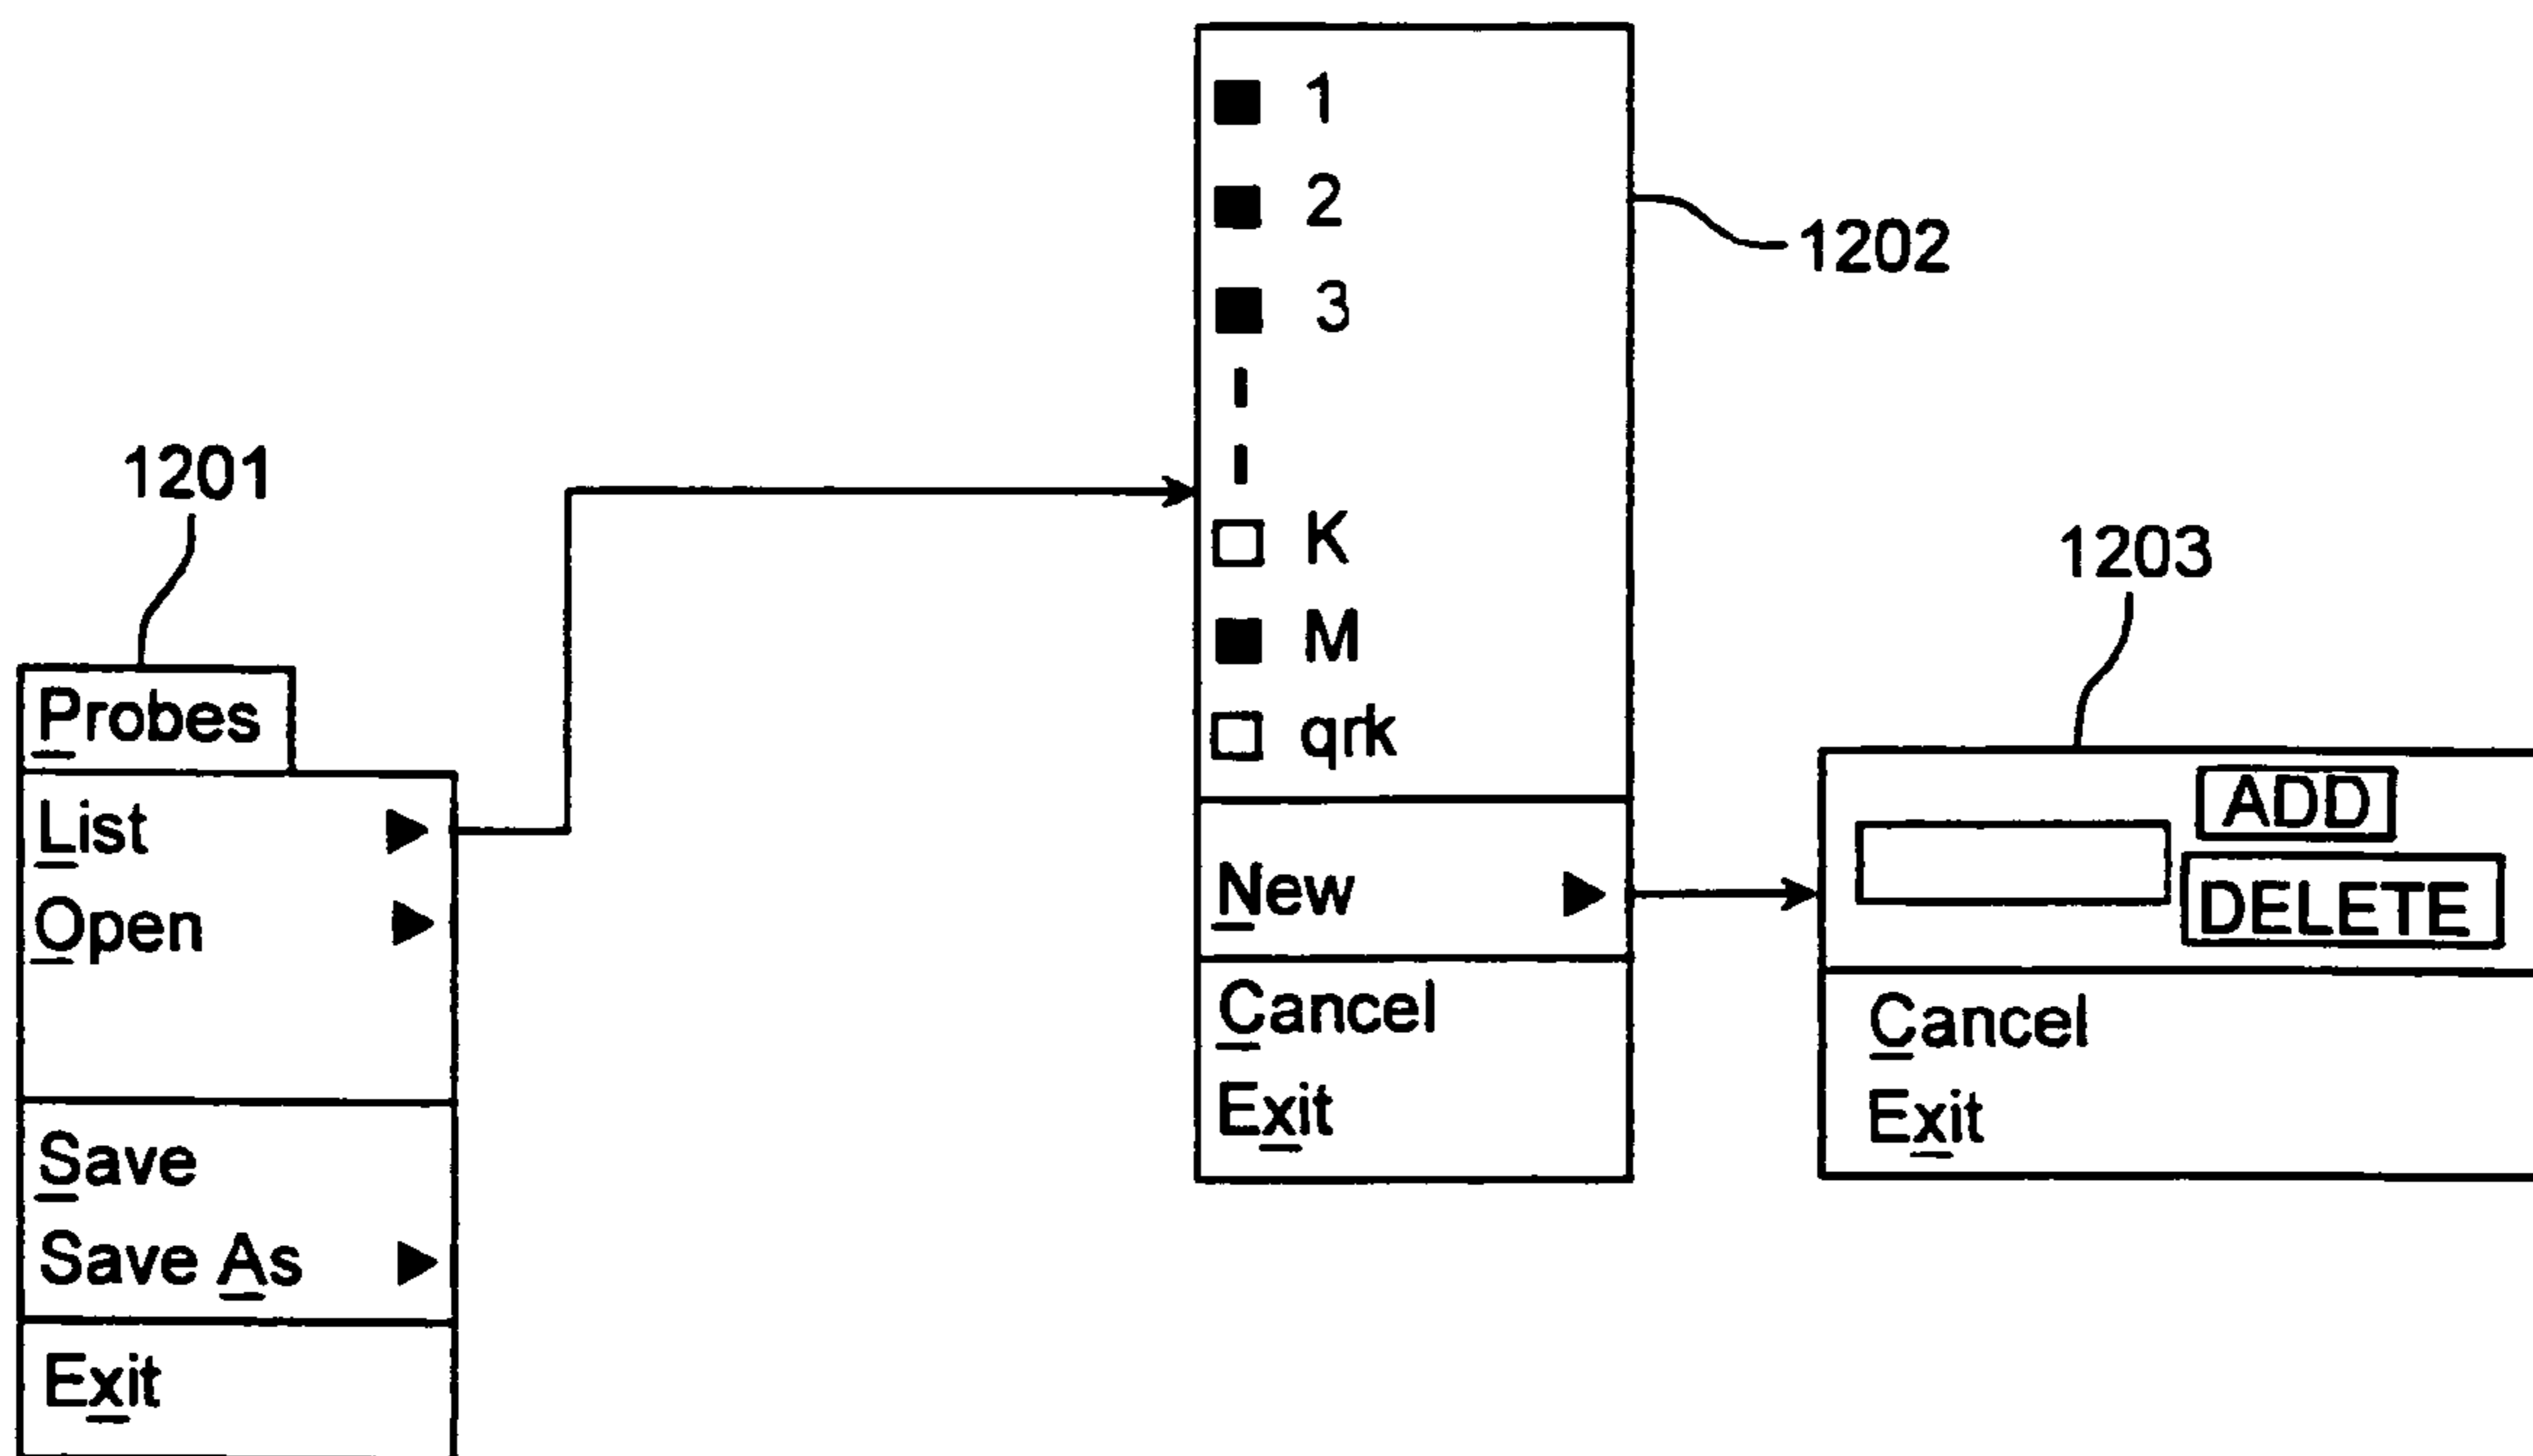 1201
Probes
List
Open
Save
Save As
Exit
1202
1
2
3
K
M
qrk
New
Cancel
Exit
1203
ADD
DELETE
Cancel
Exit